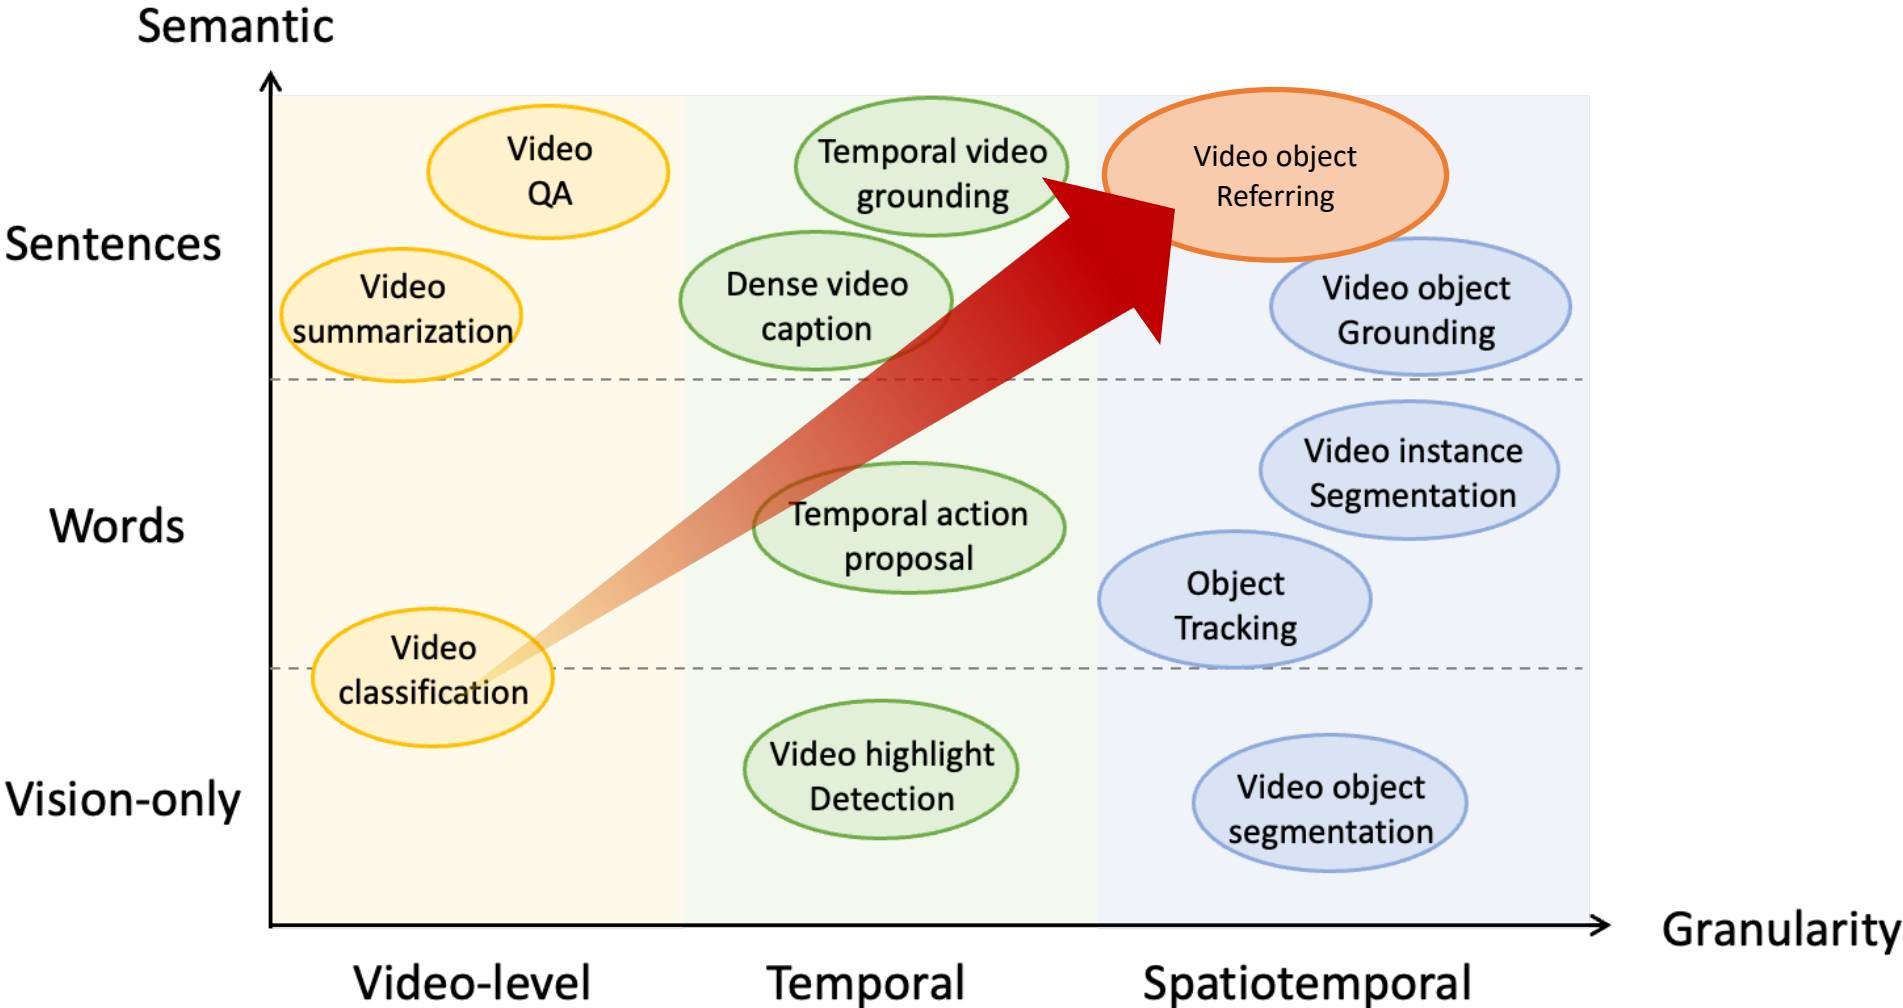 Semantic
Video
QA
Temporal video
grounding
Video object
Referring
Sentences
Video
summarization
Dense video
caption
Video object
Grounding
Words
Temporal action
proposal
Video instance
Segmentation
Object
Tracking
Video
classification
Vision-only
Video highlight
Detection
Video object
segmentation
Granularity
Video-level
Temporal
Spatiotemporal